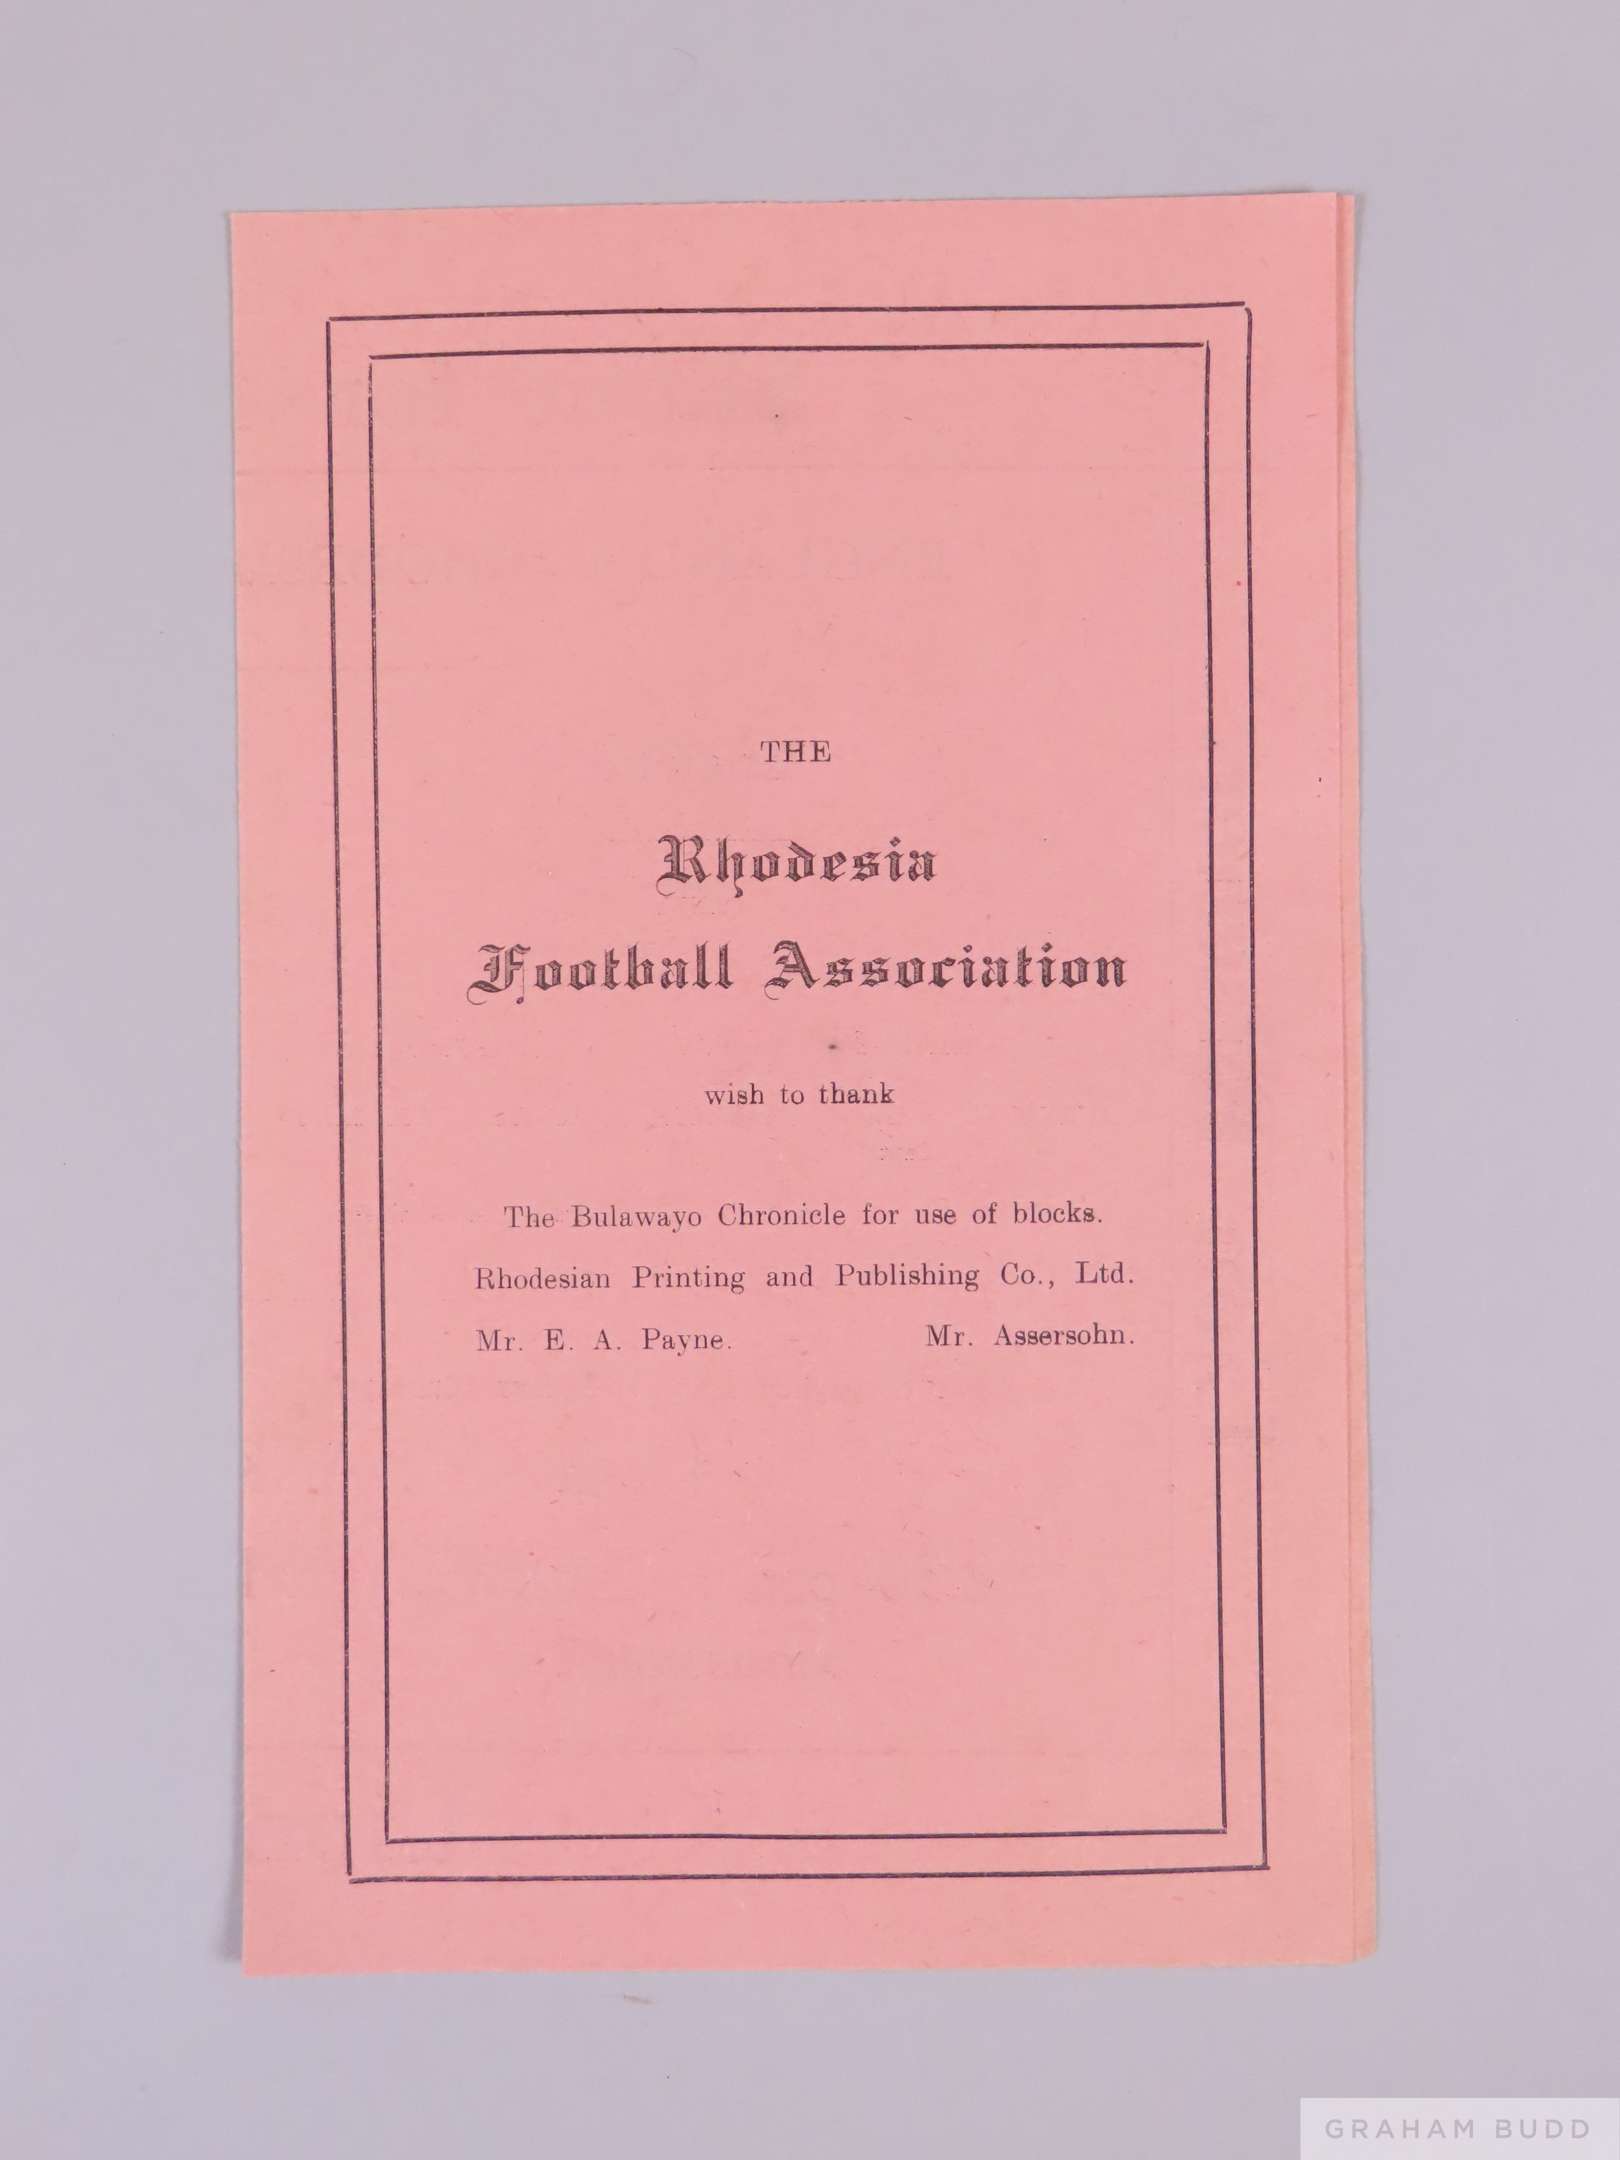 THE
Rhodesia
Football Association
wish to thank
The Bulawayo Chronicle for use of blocks.
Rhodesian Printing and Publishing Co., Ltd.
Mr. E. A. Payne. Mr. Assersohn.
GRAHAM BUDD